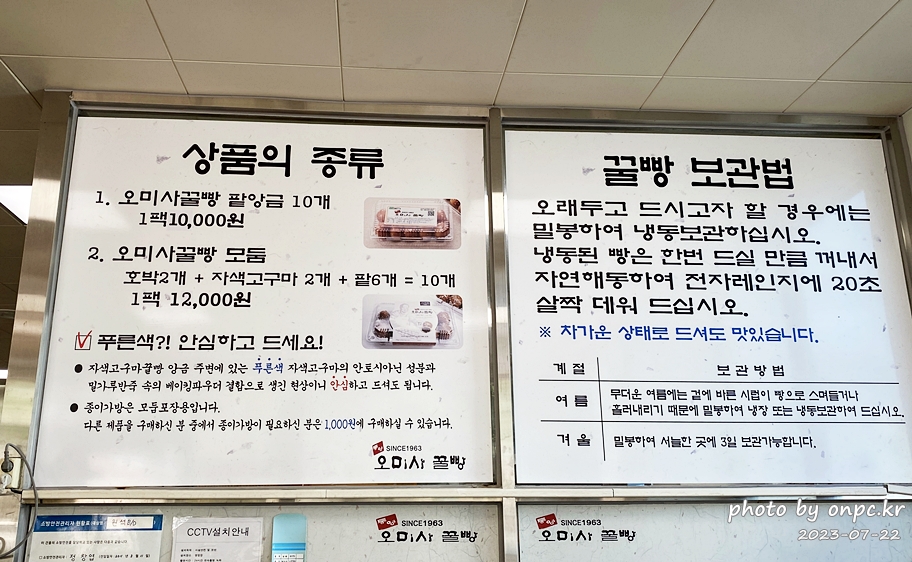 상품의 종류
1. 오미사꿀빵 팥앙금 10개
1팩10,000원
2. 오미사꿀빵 모둠
호박2개 + 자색고구마 2개 + 팥6개 = 10개
1팩 12,000원
푸른색?! 안심하고 드세요!
● 자색고구마꿀빵 앙금 주변에 있는 푸른색 자색고구마의 안토시아닌 성분과
밀가루반죽 속의 베이킹파우더 결합으로 생긴 현상이니 안심하고 드셔도 됩니다.
● 종이가방은 모둠포장용입니다.
다른 제품을 구매하신 분 중에서 종이가방이 필요하신 분은 1,000원에 구매하실 수 있습니다.
SINCE1963
오미사 꿀빵
꿀빵 보관법
오래두고 드시고자 할 경우에는
밀봉하여 냉동보관하십시오.
냉동된 빵은 한번 드실 만큼 꺼내서
자연해동하여 전자레인지에 20초
살짝 데워 드십시오.
※ 차가운 상태로 드셔도 맛있습니다.
계절 보관방법
여름 무더운 여름에는 겉에 바른 시럽이 빵으로 스며들거나
흘러내리기 때문에 밀봉하여 냉장 또는 냉동보관하여 드십시오.
겨울 밀봉하여 서늘한 곳에 3일 보관가능합니다.
소방안전관리자 현황표
CCTV설치안내
SINCE1963
오미사 꿀빵
SINCE1963
오미사 꿀빵
photo by onpc.kr
2023-07-22